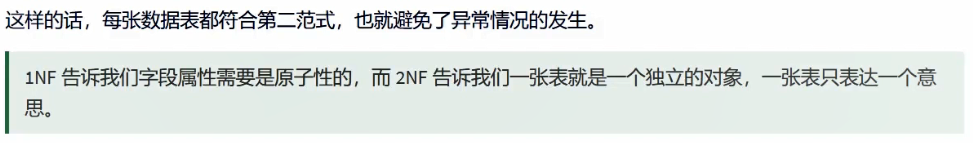 这样的话，每张数据表都符合第二范式，也就避免了异常情况的发生。
1NF 告诉我们字段属性需要是原子性的，而 2NF 告诉我们一张表就是一个独立的对象，一张表只表达一个意
思。